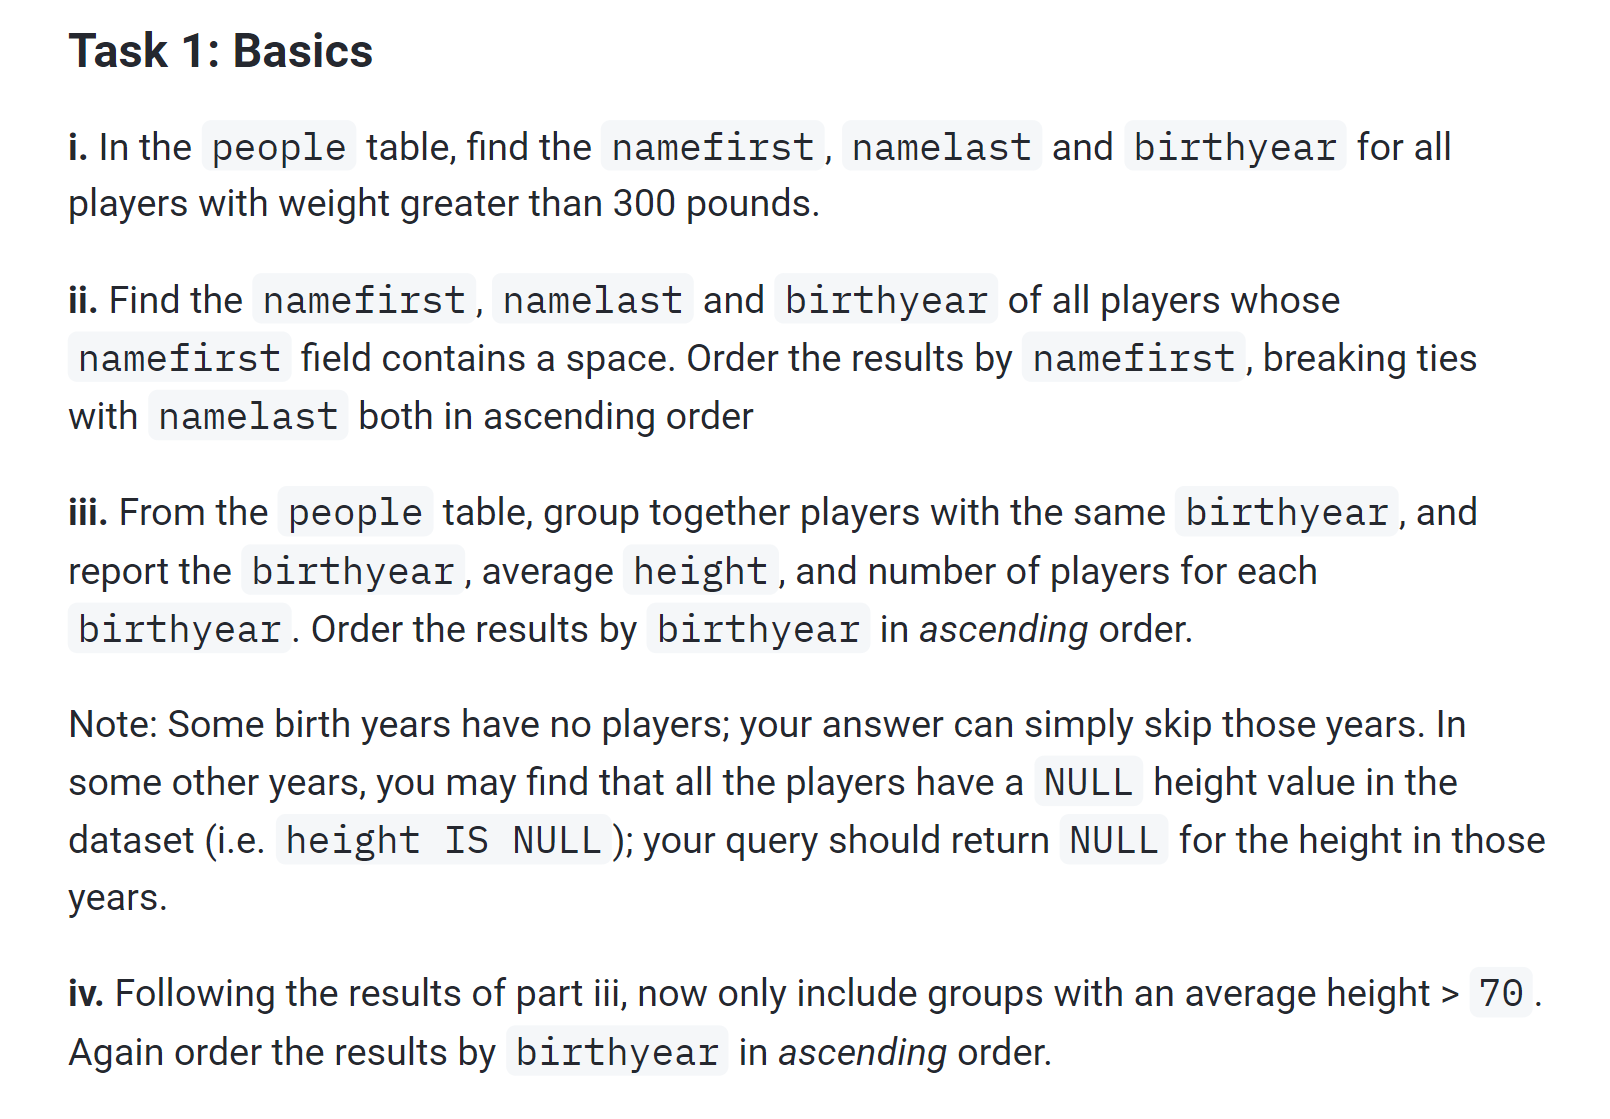 Task 1: Basics
i. In the people table, find the namefirst, namelast and birthyear for all
players with weight greater than 300 pounds.
ii. Find the namefirst, namelast and birthyear of all players whose
namefirst field contains a space. Order the results by namefirst, breaking ties
with namelast both in ascending order
iii. From the people table, group together players with the same birthyear, and
report the birthyear, average height, and number of players for each
birthyear. Order the results by birthyear in ascending order.
Note: Some birth years have no players; your answer can simply skip those years. In
some other years, you may find that all the players have a NULL height value in the
dataset (i.e. height IS NULL); your query should return NULL for the height in those
years.
iv. Following the results of part iii, now only include groups with an average height > 70.
Again order the results by birthyear in ascending order.